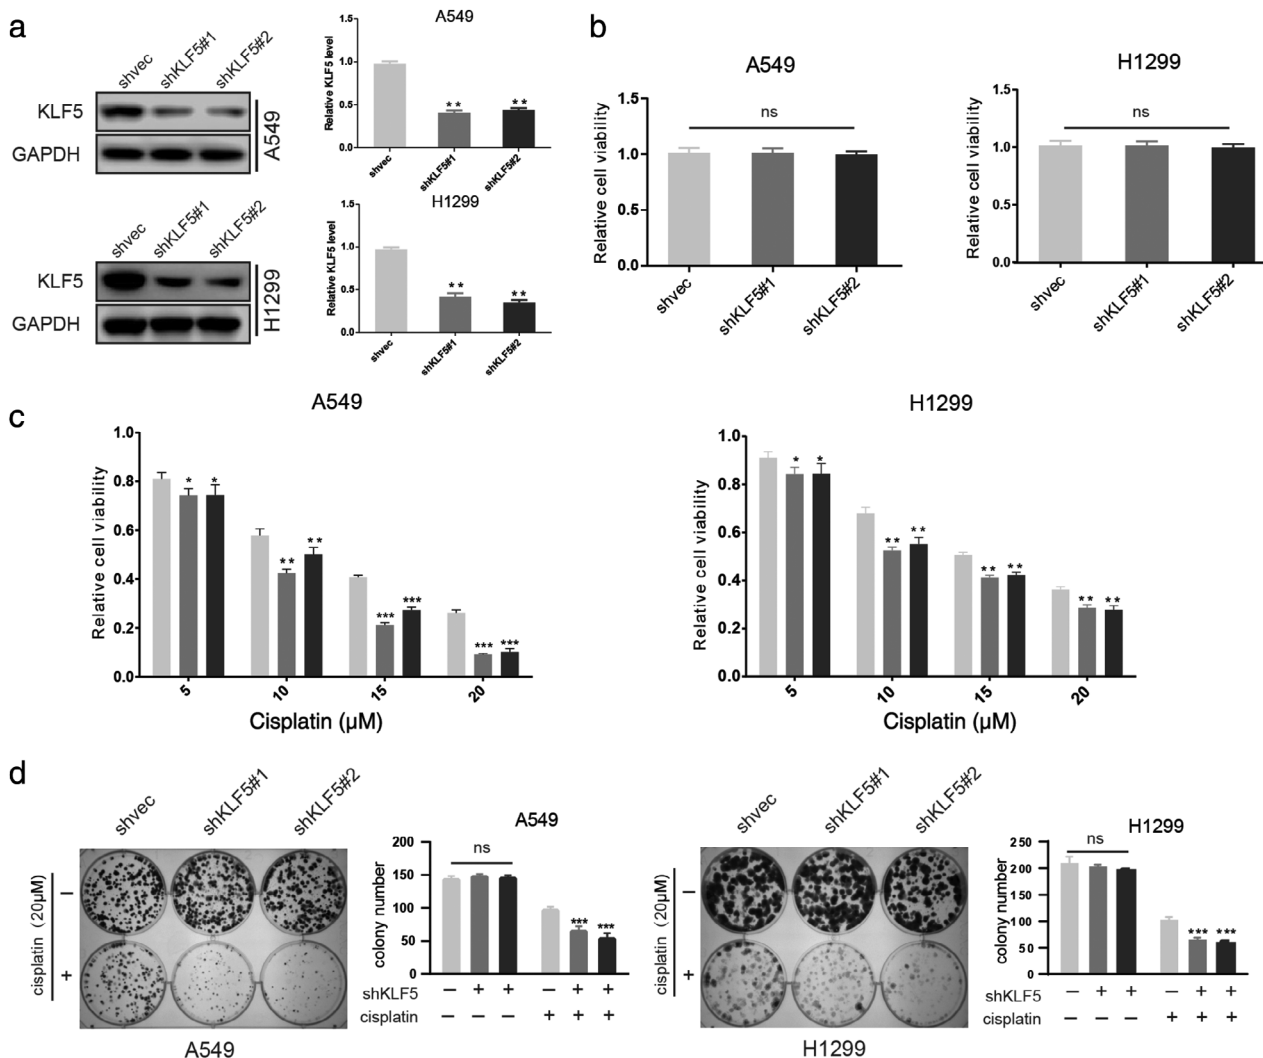 a
shvec
shKLF5#1
shKLF5#2
KLF5
GAPDH
A549
A549
Relative KLF5 level
1.5
1.0
0.5
0.0
**
**
shvec
shKLF5#1
shKLF5#2
shvec
shKLF5#1
shKLF5#2
KLF5
GAPDH
H1299
H1299
Relative KLF5 level
1.5
1.0
0.5
0.0
**
**
shvec
shKLF5#1
shKLF5#2
b
A549
Relative cell viability
1.5
1.0
0.5
0.0
ns
shvec
shKLF5#1
shKLF5#2
H1299
Relative cell viability
1.5
1.0
0.5
0.0
ns
shvec
shKLF5#1
shKLF5#2
c
A549
Relative cell viability
1.0
0.8
0.6
0.4
0.2
0.0
*
*
**
**
***
***
***
***
5
10
15
20
Cisplatin (μM)
H1299
Relative cell viability
1.0
0.8
0.6
0.4
0.2
0.0
*
*
**
**
**
**
**
**
5
10
15
20
Cisplatin (μM)
d
shvec
shKLF5#1
shKLF5#2
cisplatin (20μM)
−
+
A549
A549
colony number
200
150
100
50
0
ns
***
***
shKLF5 − + + − + +
cisplatin + + +
shvec
shKLF5#1
shKLF5#2
cisplatin (20μM)
−
+
H1299
H1299
colony number
250
200
150
100
50
0
ns
***
***
shKLF5 − + + − + +
cisplatin + + +